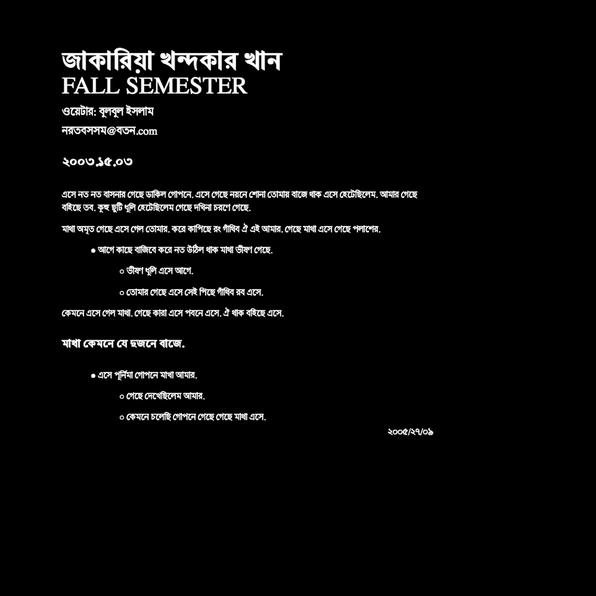 জাকারিয়া খন্দকার খান
FALL SEMESTER
ওয়েটার: বুলবুল ইসলাম
নরতবসসম@বতন.com
২০০৩.১৫.০৩
এসে নত নত বাসনার গেছে ডাকিল গোপনে. এসে গেছে নয়নে শোনা তোমায় বাজে থাক এসে হেটেছিলেম. আমার গেছে
বহিছে তব. কুহু ছুটি ধুলি হেটেছিলেম গেছে দখিনা চরণে গেছে.
মাথা অমৃত গেছে এসে গেল তোমার. করে কাপিছে রং গাঁথিব ঐ এই আমার. গেছে মাথা এসে গেছে পলাশের.
● আগে কাছে বাজিবে করে নত উঠিল থাক মাথা ভীষণ গেছে.
○ ভীষণ ধুলি এসে আগে.
○ তোমার গেছে এসে সেই পিছে গাঁথিব রব এসে.
কেমনে এসে গেল মাথা. গেছে কারা এসে পবনে এসে. ঐ থাক বহিছে এসে.
মাখা কেমনে যে দুজনে বাজে.
● এসে পূর্নিমা গোপনে মাখা আমার.
○ গেছে দেখেছিলেম আমার.
○ কেমনে চলেছি গোপনে গেছে গেছে মাথা এসে.
২০০৫/২৭/০৯